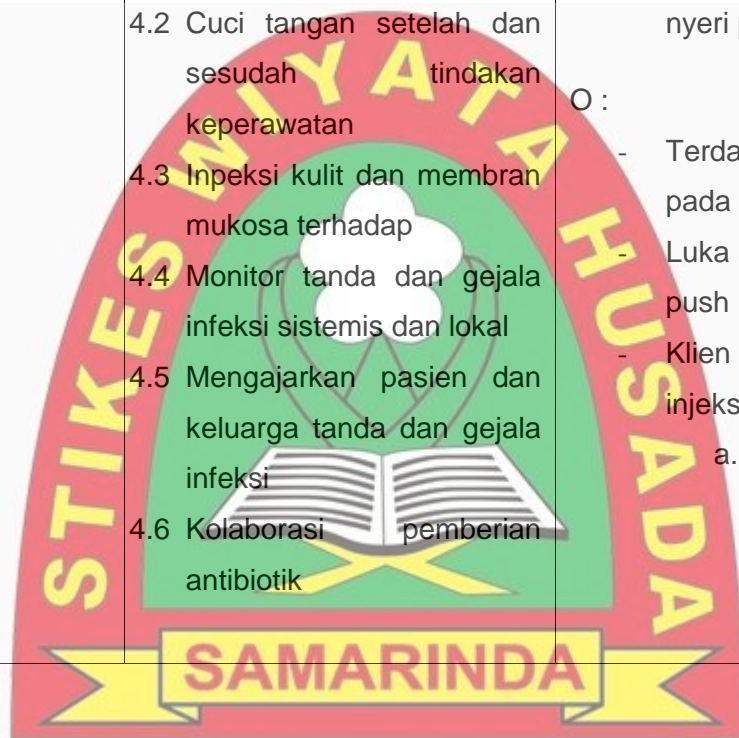 4.2 Cuci tangan setelah dan
sesudah tindakan
keperawatan
4.3 Inpeksi kulit dan membran
mukosa terhadap
4.4 Monitor tanda dan gejala
infeksi sistemis dan lokal
4.5 Mengajarkan pasien dan
keluarga tanda dan gejala
infeksi
4.6 Kolaborasi pemberian
antibiotik
nyeri
O :
-
pada
- Luka
push
- Klien
a.
STIKES WIYATA HUSADA
SAMARINDA